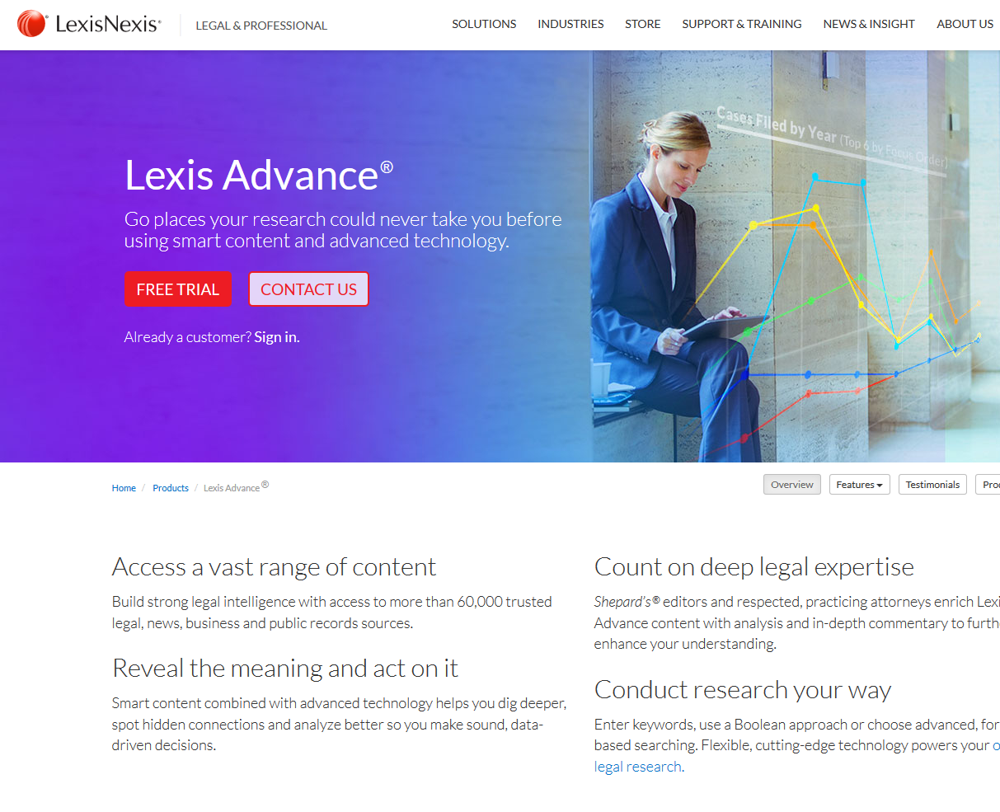 LexisNexis®
LEGAL & PROFESSIONAL
SOLUTIONS
INDUSTRIES
STORE
SUPPORT & TRAINING
NEWS & INSIGHT
ABOUT US
Cases Filed by Year (Top 6 by Focus Order)
Lexis Advance®
Go places your research could never take you before
using smart content and advanced technology.
FREE TRIAL
CONTACT US
Already a customer? Sign in.
Home / Products / Lexis Advance®
Overview
Features
Testimonials
Access a vast range of content
Build strong legal intelligence with access to more than 60,000 trusted
legal, news, business and public records sources.
Reveal the meaning and act on it
Smart content combined with advanced technology helps you dig deeper,
spot hidden connections and analyze better so you make sound, data-
driven decisions.
Count on deep legal expertise
Shepard's® editors and respected, practicing attorneys enrich Lexi
Advance content with analysis and in-depth commentary to furth
enhance your understanding.
Conduct research your way
Enter keywords, use a Boolean approach or choose advanced, for
based searching. Flexible, cutting-edge technology powers your o
legal research.